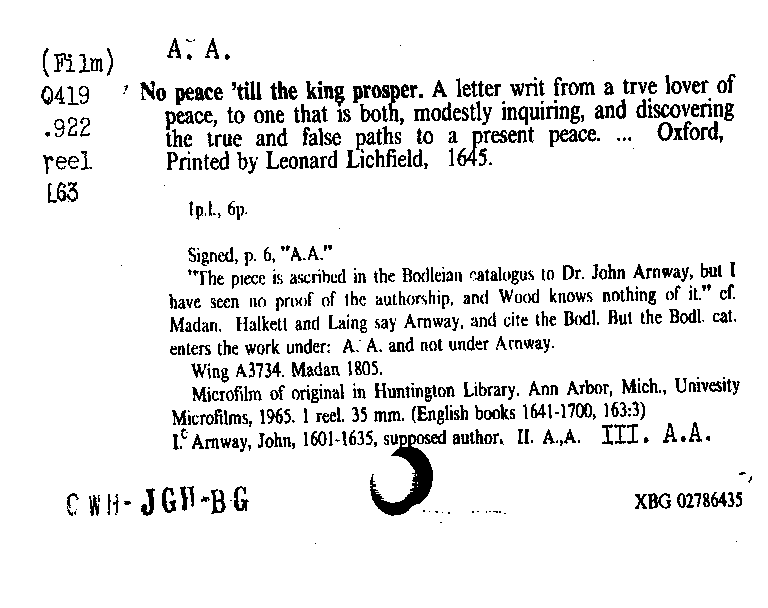 A. A.
(Film)
Q419
.922
reel
L63
No peace 'till the king prosper. A letter writ from a trve lover of
peace, to one that is both, modestly inquiring, and discovering
the true and false paths to a present peace. ... Oxford,
Printed by Leonard Lichfield, 1645.
1p.l., 6p.
Signed, p. 6, "A.A."
"The piece is ascribed in the Bodleian catalogus to Dr. John Arnway, but I
have seen no proof of the authorship, and Wood knows nothing of it." cf.
Madan. Halkett and Laing say Arnway, and cite the Bodl. But the Bodl. cat.
enters the work under: A. A. and not under Arnway.
Wing A3734. Madan 1805.
Microfilm of original in Huntington Library. Ann Arbor, Mich., Univesity
Microfilms, 1965. 1 reel. 35 mm. (English books 1641-1700, 163:3)
I. Arnway, John, 1601-1635, supposed author. II. A.,A. III. A.A.
CWH-JGH-BG
XBG 02786435